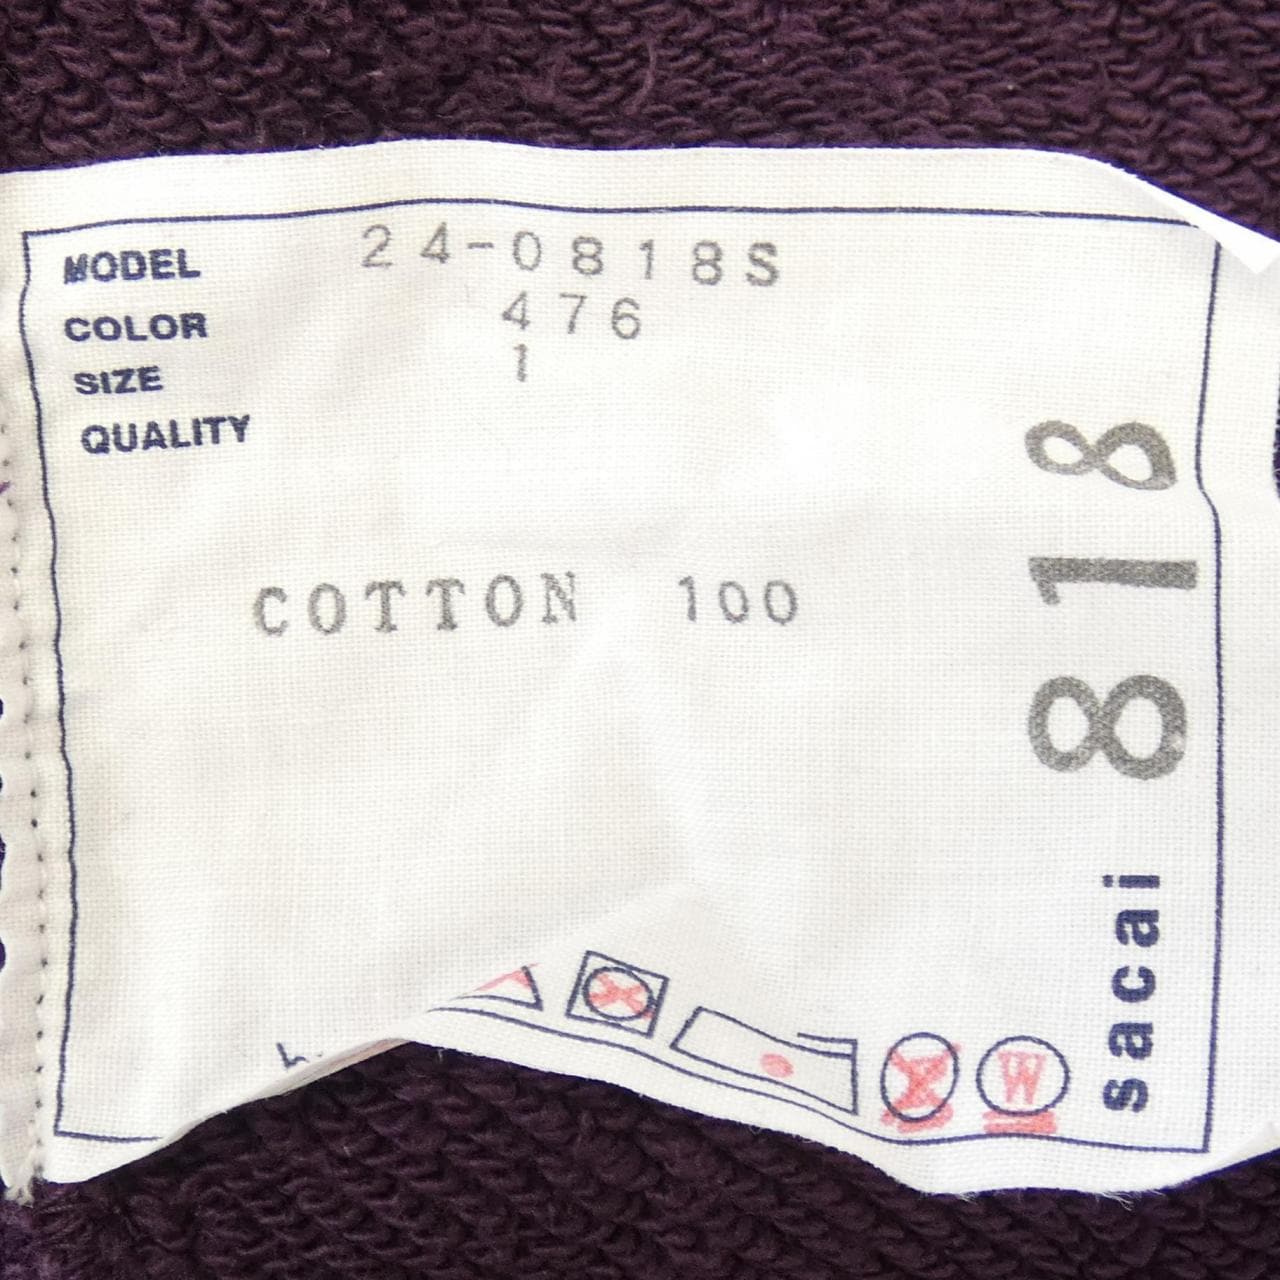 MODEL 24-0818S
COLOR 476
SIZE 1
QUALITY
COTTON 100
818
sacai
W